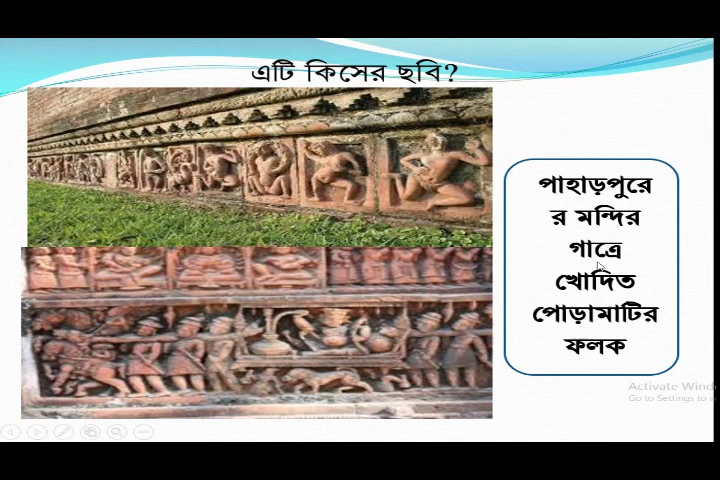 এটি কিসের ছবি?
পাহাড়পুরে
র মন্দির
গাত্রে
খোদিত
পোড়ামাটির
ফলক
Activate Wind
Go to Settings to a